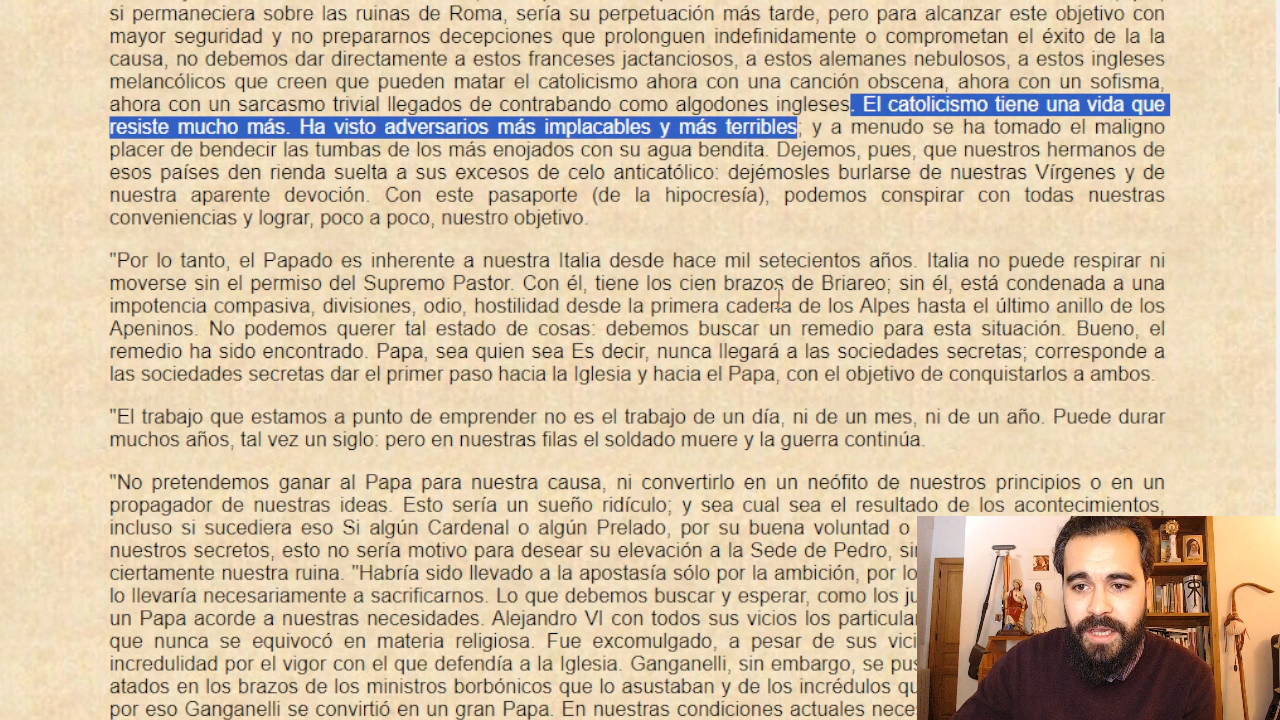 si permaneciera sobre las ruinas de Roma, sería su perpetuación más tarde, pero para alcanzar este objetivo con
mayor seguridad y no prepararnos decepciones que prolonguen indefinidamente o comprometan el éxito de la la
causa, no debemos dar directamente a estos franceses jactanciosos, a estos alemanes nebulosos, a estos ingleses
melancólicos que creen que pueden matar el catolicismo ahora con una canción obscena, ahora con un sofisma,
ahora con un sarcasmo trivial llegados de contrabando como algodones ingleses. El catolicismo tiene una vida que
resiste mucho más. Ha visto adversarios más implacables y más terribles; y a menudo se ha tomado el maligno
placer de bendecir las tumbas de los más enojados con su agua bendita. Dejemos, pues, que nuestros hermanos de
esos países den rienda suelta a sus excesos de celo anticatólico: dejémosles burlarse de nuestras Vírgenes y de
nuestra aparente devoción. Con este pasaporte (de la hipocresía), podemos conspirar con todas nuestras
conveniencias y lograr, poco a poco, nuestro objetivo.
"Por lo tanto, el Papado es inherente a nuestra Italia desde hace mil setecientos años. Italia no puede respirar ni
moverse sin el permiso del Supremo Pastor. Con él, tiene los cien brazos de Briareo; sin él, está condenada a una
impotencia compasiva, divisiones, odio, hostilidad desde la primera cadena de los Alpes hasta el último anillo de los
Apeninos. No podemos querer tal estado de cosas: debemos buscar un remedio para esta situación. Bueno, el
remedio ha sido encontrado. Papa, sea quien sea Es decir, nunca llegará a las sociedades secretas; corresponde a
las sociedades secretas dar el primer paso hacia la Iglesia y hacia el Papa, con el objetivo de conquistarlos a ambos.
"El trabajo que estamos a punto de emprender no es el trabajo de un día, ni de un mes, ni de un año. Puede durar
muchos años, tal vez un siglo: pero en nuestras filas el soldado muere y la guerra continúa.
"No pretendemos ganar al Papa para nuestra causa, ni convertirlo en un neófito de nuestros principios o en un
propagador de nuestras ideas. Esto sería un sueño ridículo; y sea cual sea el resultado de los acontecimientos,
incluso si sucediera eso Si algún Cardenal o algún Prelado, por su buena voluntad o
nuestros secretos, esto no sería motivo para desear su elevación a la Sede de Pedro,
ciertamente nuestra ruina. "Habría sido llevado a la apostasía sólo por la ambición, por
lo llevaría necesariamente a sacrificarnos. Lo que debemos buscar y esperar, como los
un Papa acorde a nuestras necesidades. Alejandro VI con todos sus vicios los
que nunca se equivocó en materia religiosa. Fue excomulgado, a pesar de sus
incredulidad por el vigor con el que defendía a la Iglesia. Ganganelli, sin embargo, se
atados en los brazos de los ministros borbónicos que lo asustaban y de los incrédulos
por eso Ganganelli se convirtió en un gran Papa. En nuestras condiciones actuales